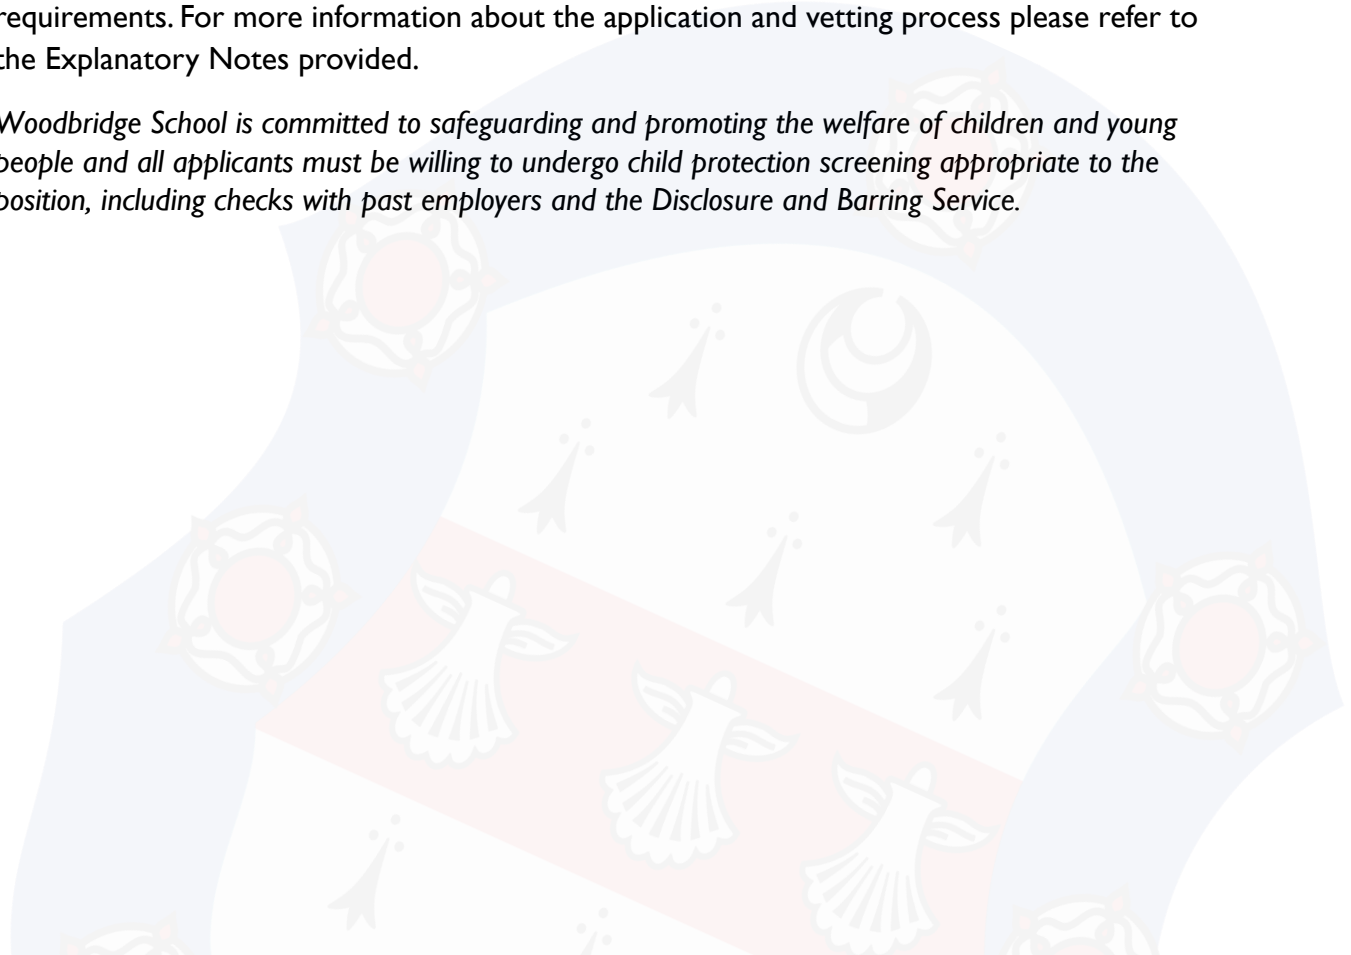 requirements. For more information about the application and vetting process please refer to
the Explanatory Notes provided.
Woodbridge School is committed to safeguarding and promoting the welfare of children and young
people and all applicants must be willing to undergo child protection screening appropriate to the
position, including checks with past employers and the Disclosure and Barring Service.